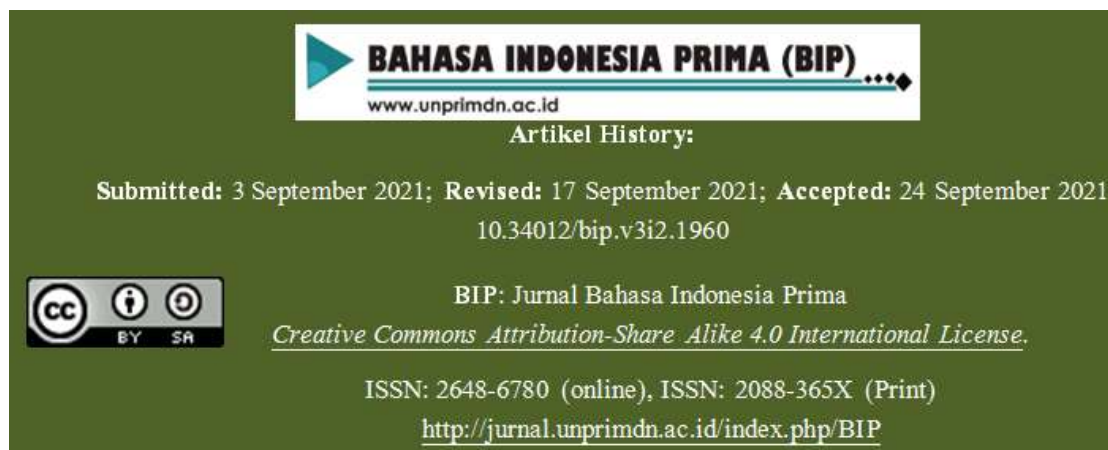 BAHASA INDONESIA PRIMA (BIP)
www.unprimdn.ac.id
Artikel History:
Submitted: 3 September 2021; Revised: 17 September 2021; Accepted: 24 September 2021
10.34012/bip.v3i2.1960
BIP: Jurnal Bahasa Indonesia Prima
Creative Commons Attribution-Share Alike 4.0 International License.
cc BY SA
ISSN: 2648-6780 (online), ISSN: 2088-365X (Print)
http://jurnal.unprimdn.ac.id/index.php/BIP